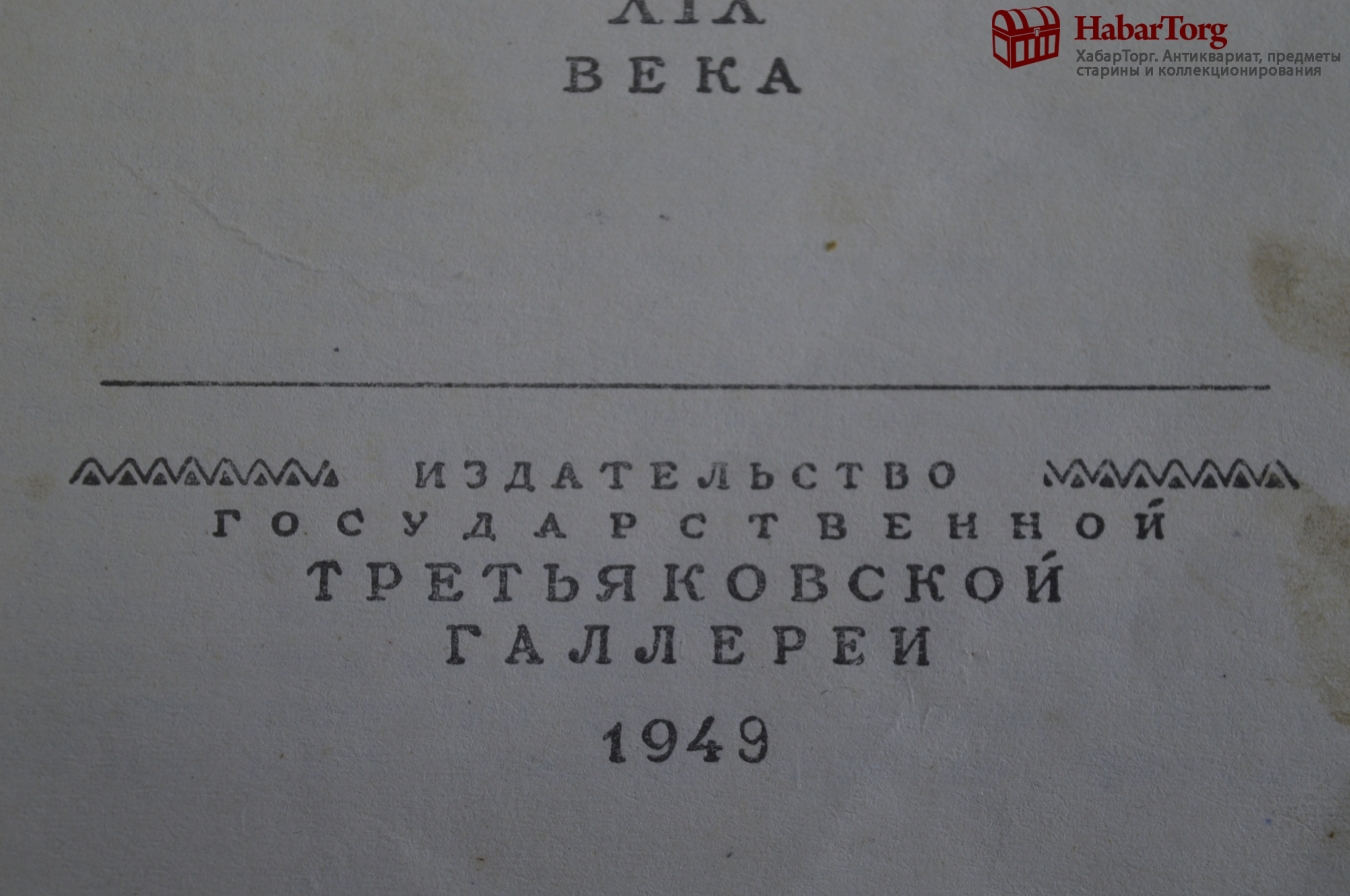 XIX
ВЕКА
HabarTorg
ХабарТорг. Антиквариат, предметы
старины и коллекционирования
ИЗДАТЕЛЬСТВО
ГОСУДАРСТВЕННОЙ
ТРЕТЬЯКОВСКОЙ
ГАЛЛЕРЕИ
1949